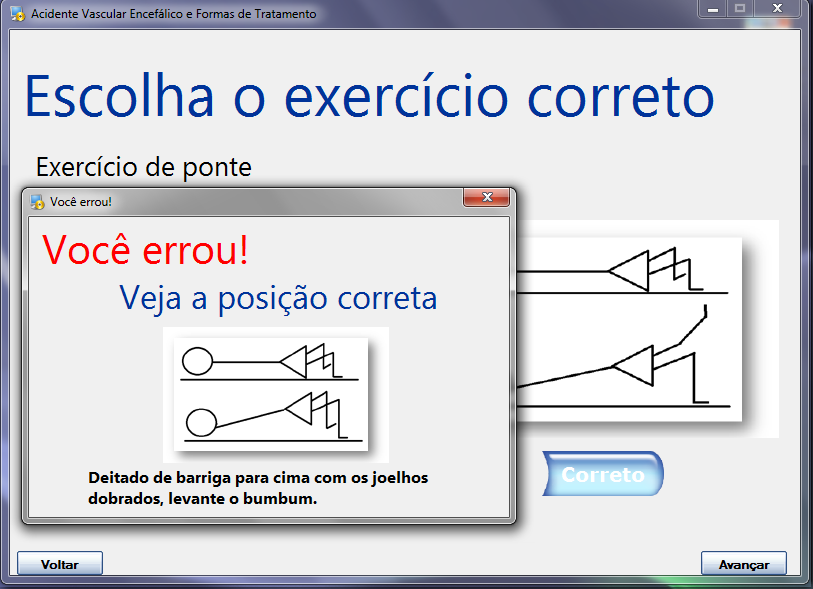 Acidente Vascular Encefálico e Formas de Tratamento
Escolha o exercício correto
Exercício de ponte
Você errou!
Você errou!
Veja a posição correta
Deitado de barriga para cima com os joelhos
dobrados, levante o bumbum.
Correto
Voltar
Avançar